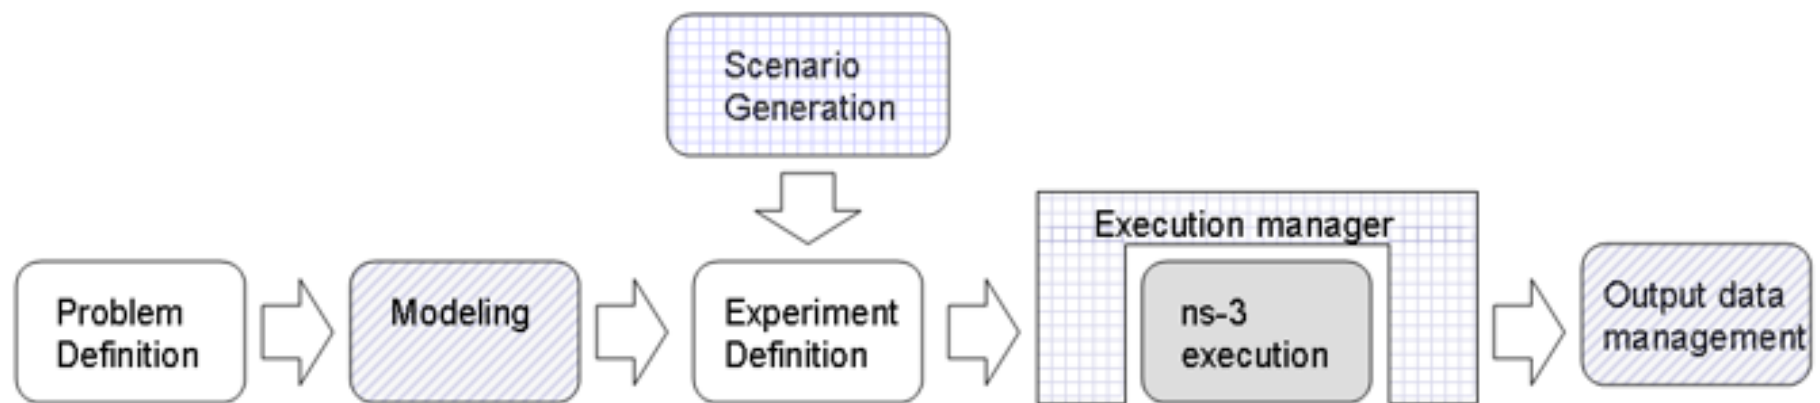 Scenario
Generation
Execution manager
Problem
Definition
Modeling
Experiment
Definition
ns-3
execution
Output data
management